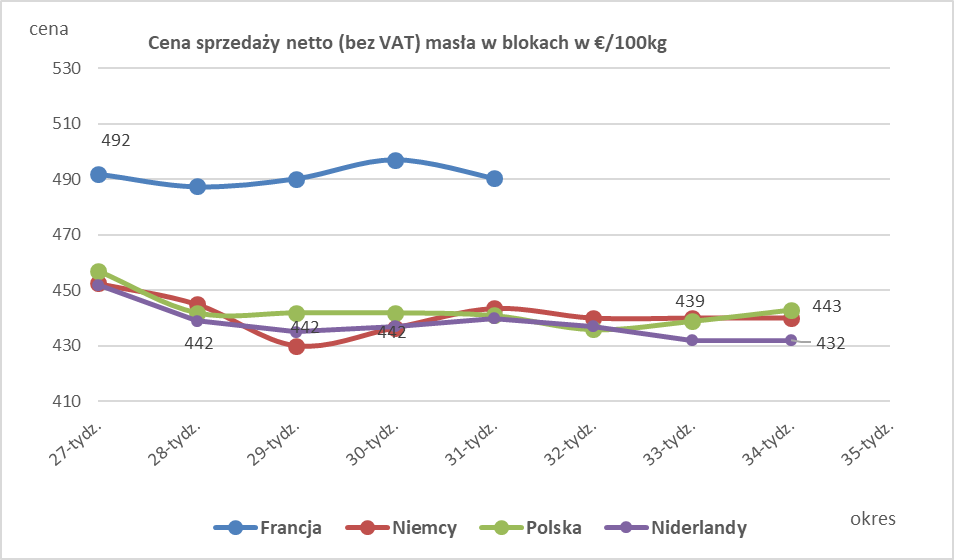 cena
Cena sprzedaży netto (bez VAT) masła w blokach w €/100kg
530
510
490
470
450
430
410
492
442
442
442
439
443
432
27-tydz.
28-tydz.
29-tydz.
30-tydz.
31-tydz.
32-tydz.
33-tydz.
34-tydz.
35-tydz.
okres
Francja Niemcy Polska Niderlandy